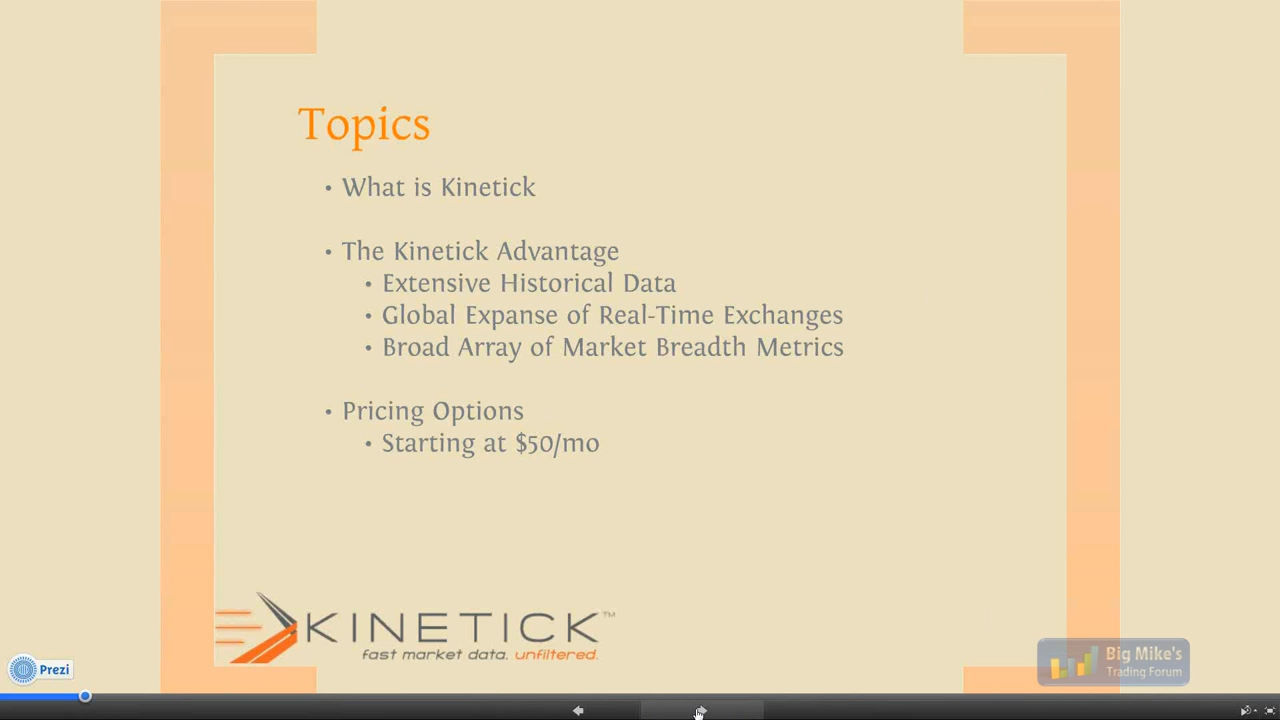 Topics
• What is Kinetick
• The Kinetick Advantage
• Extensive Historical Data
• Global Expanse of Real-Time Exchanges
• Broad Array of Market Breadth Metrics
• Pricing Options
• Starting at $50/mo
KINETICK™
fast market data. unfiltered.
Prezi
Big Mike's
Trading Forum